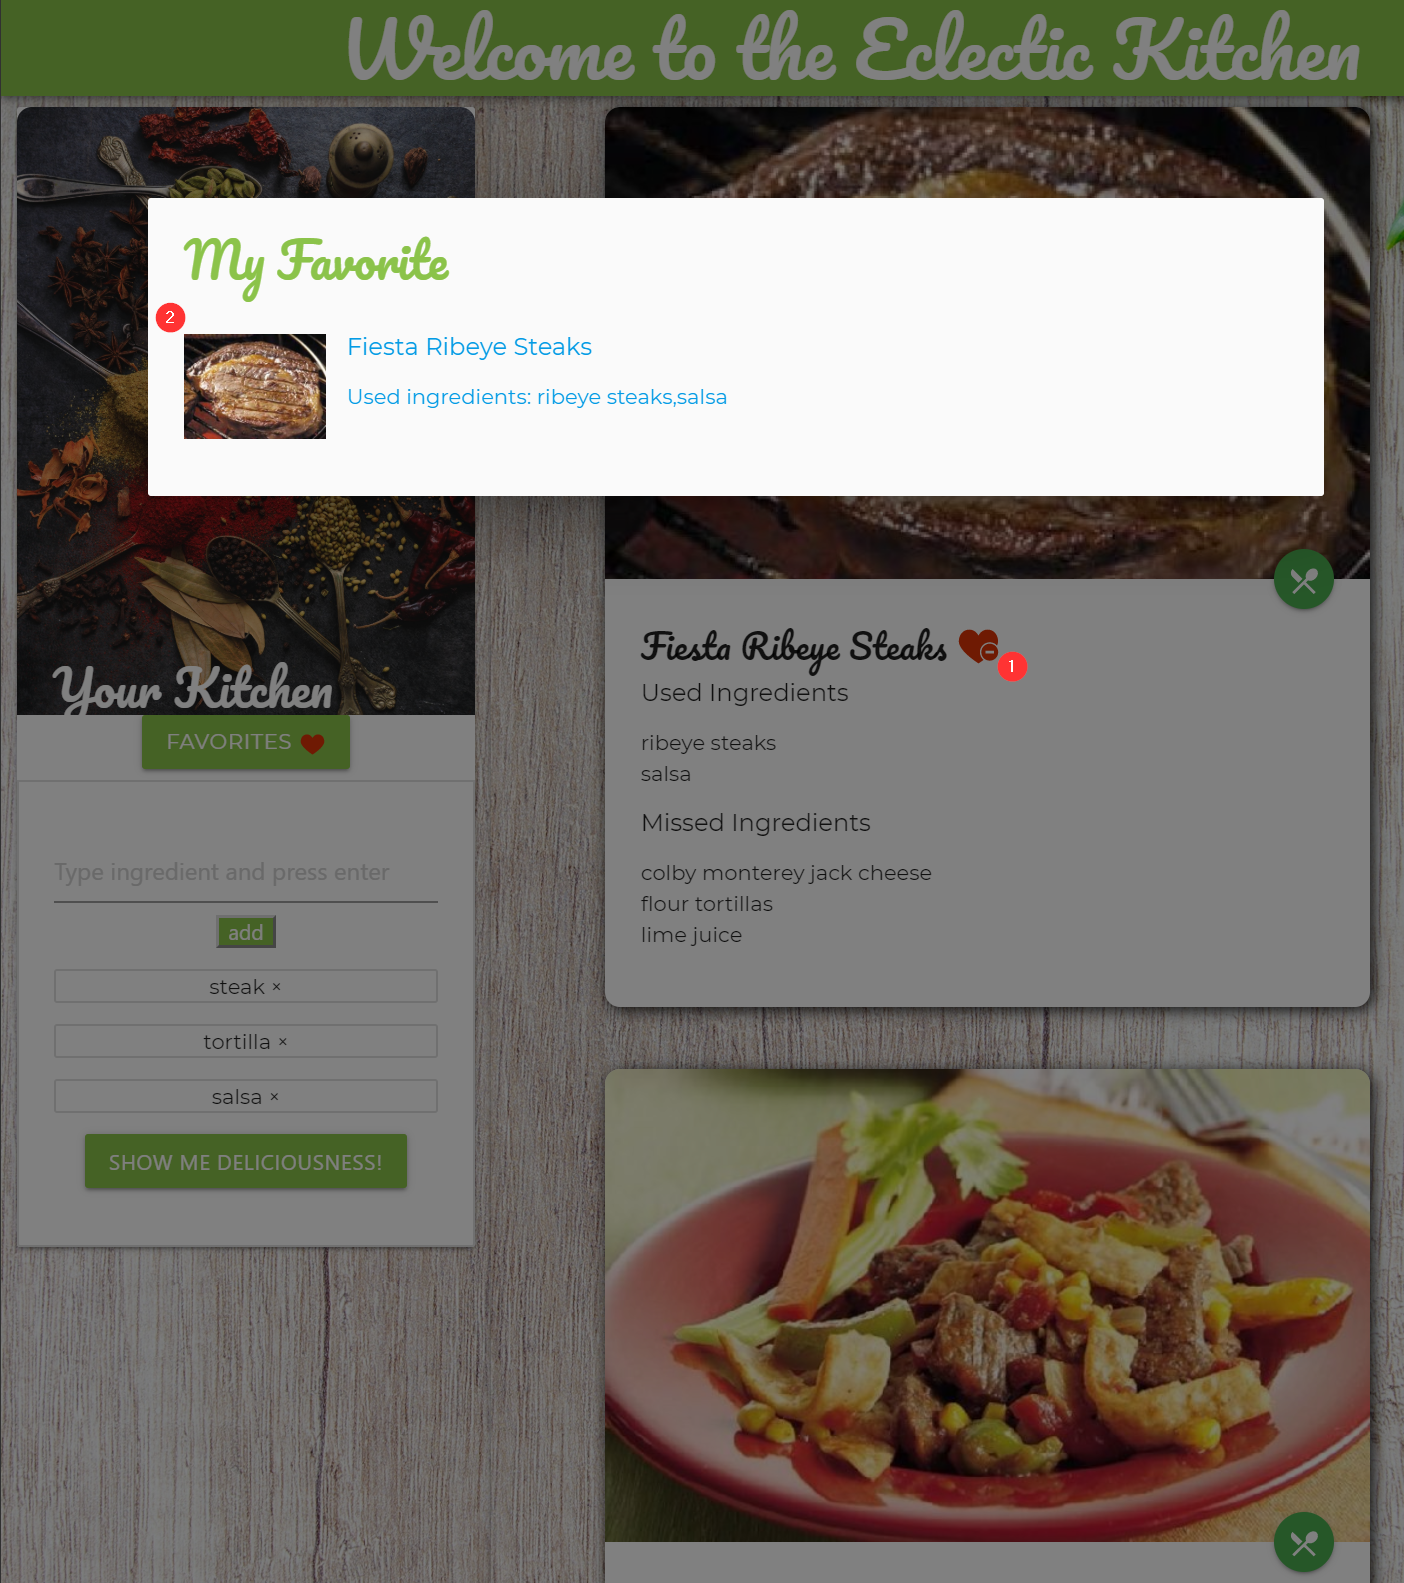 Welcome to the Eclectic Kitchen
My Favorite
2
Fiesta Ribeye Steaks
Used ingredients: ribeye steaks,salsa
Your Kitchen
FAVORITES
Type ingredient and press enter
add
steak ×
tortilla ×
salsa ×
SHOW ME DELICIOUSNESS!
Fiesta Ribeye Steaks
1
Used Ingredients
ribeye steaks
salsa
Missed Ingredients
colby monterey jack cheese
flour tortillas
lime juice